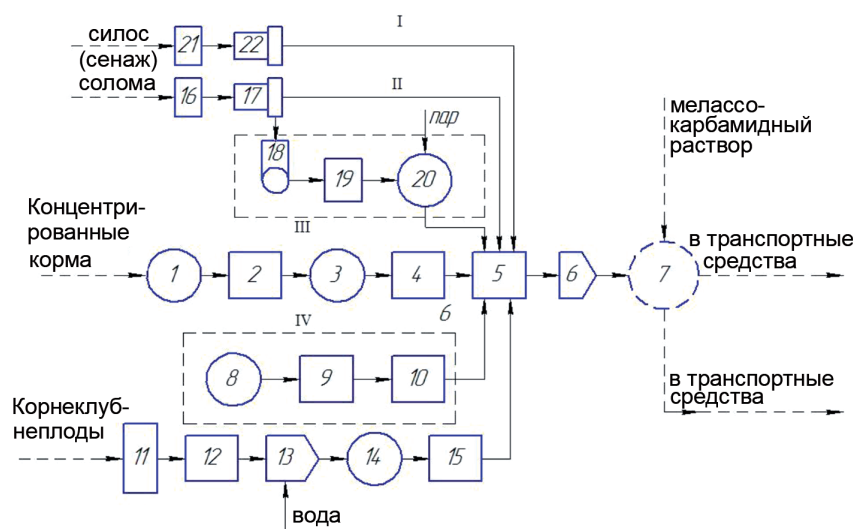 I
силос
(сенаж)
21
22
II
солома
16
17
пар
мелассо-
карбамидный
раствор
18
19
20
III
Концентри-
рованные
корма
1
2
3
4
5
6
7
в транспортные
средства
6
IV
8
9
10
в транспортные
средства
Корнеклуб-
неплоды
11
12
13
14
15
вода